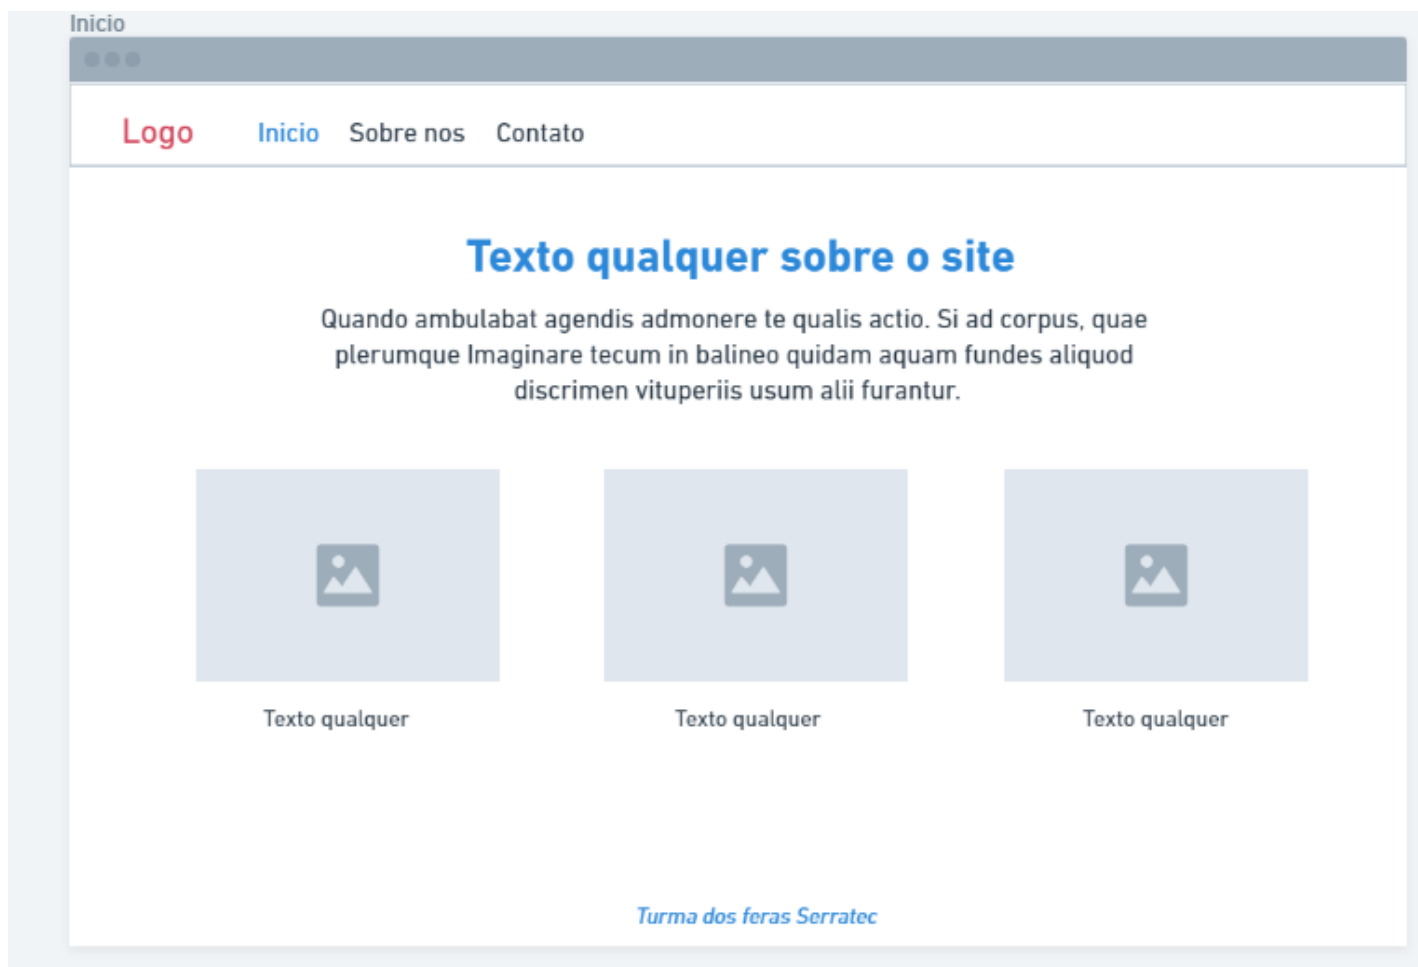 Inicio
Logo Inicio Sobre nos Contato
Texto qualquer sobre o site
Quando ambulabat agendis admonere te qualis actio. Si ad corpus, quae
plerumque Imaginare tecum in balineo quidam aquam fundes aliquod
discrimen vituperiis usum alii furantur.
Texto qualquer Texto qualquer Texto qualquer
Turma dos feras Serratec